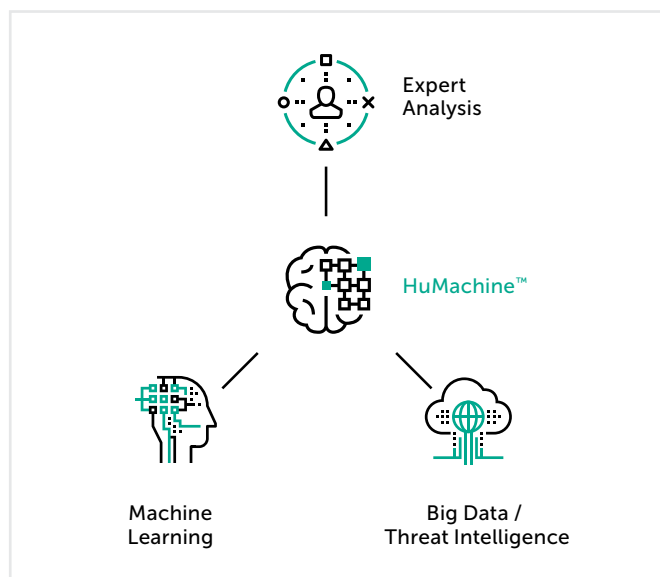 Expert
Analysis
HuMachine™
Machine
Learning
Big Data /
Threat Intelligence